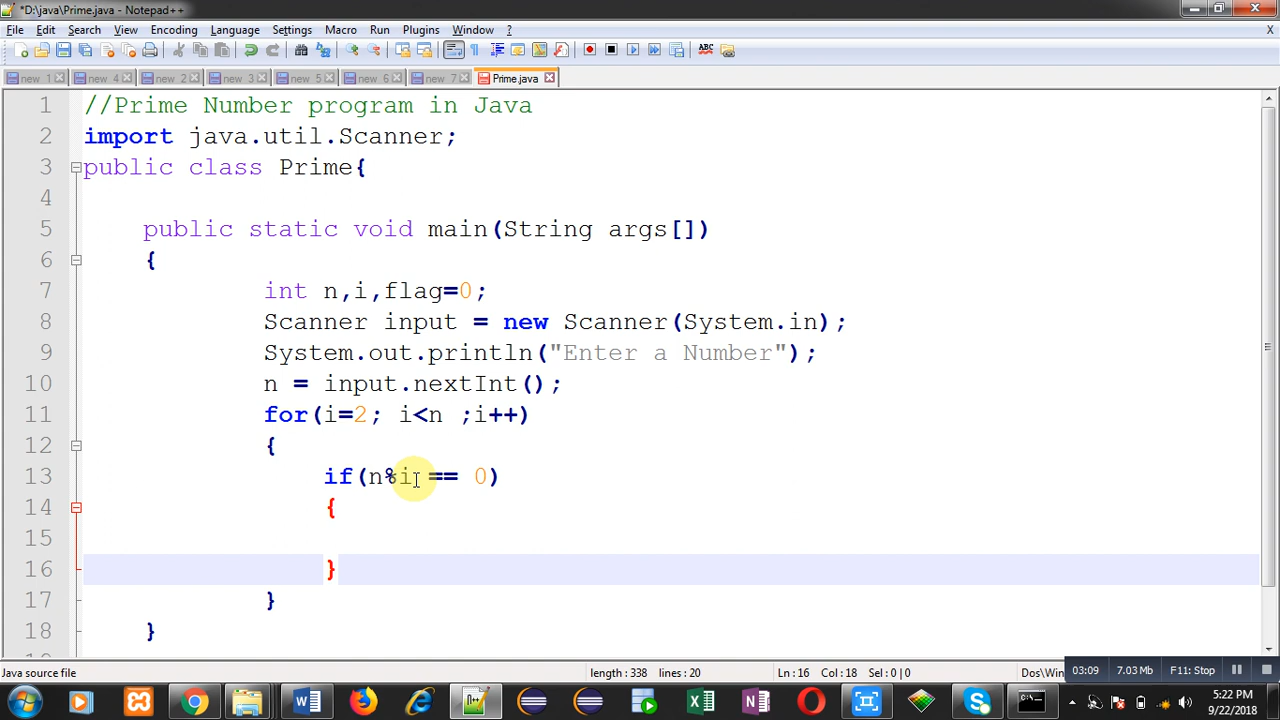 *D:\java\Prime.java - Notepad++
File Edit Search View Encoding Language Settings Macro Run Plugins Window ? X
new 1 new 4 new 2 new 3 new 5 new 6 new 7 Prime.java
1 //Prime Number program in Java
2 import java.util.Scanner;
3 public class Prime{
4
5 public static void main(String args[])
6 {
7 int n,i,flag=0;
8 Scanner input = new Scanner(System.in);
9 System.out.println("Enter a Number");
10 n = input.nextInt();
11 for(i=2; i<n ;i++)
12 {
13 if(n%i == 0)
14 {
15
16 }
17 }
18 }
Java source file length : 338 lines : 20 Ln : 16 Col : 18 Sel : 0 | 0 Dos\Win
03:09 7.03 Mb F11: Stop
5:22 PM
9/22/2018